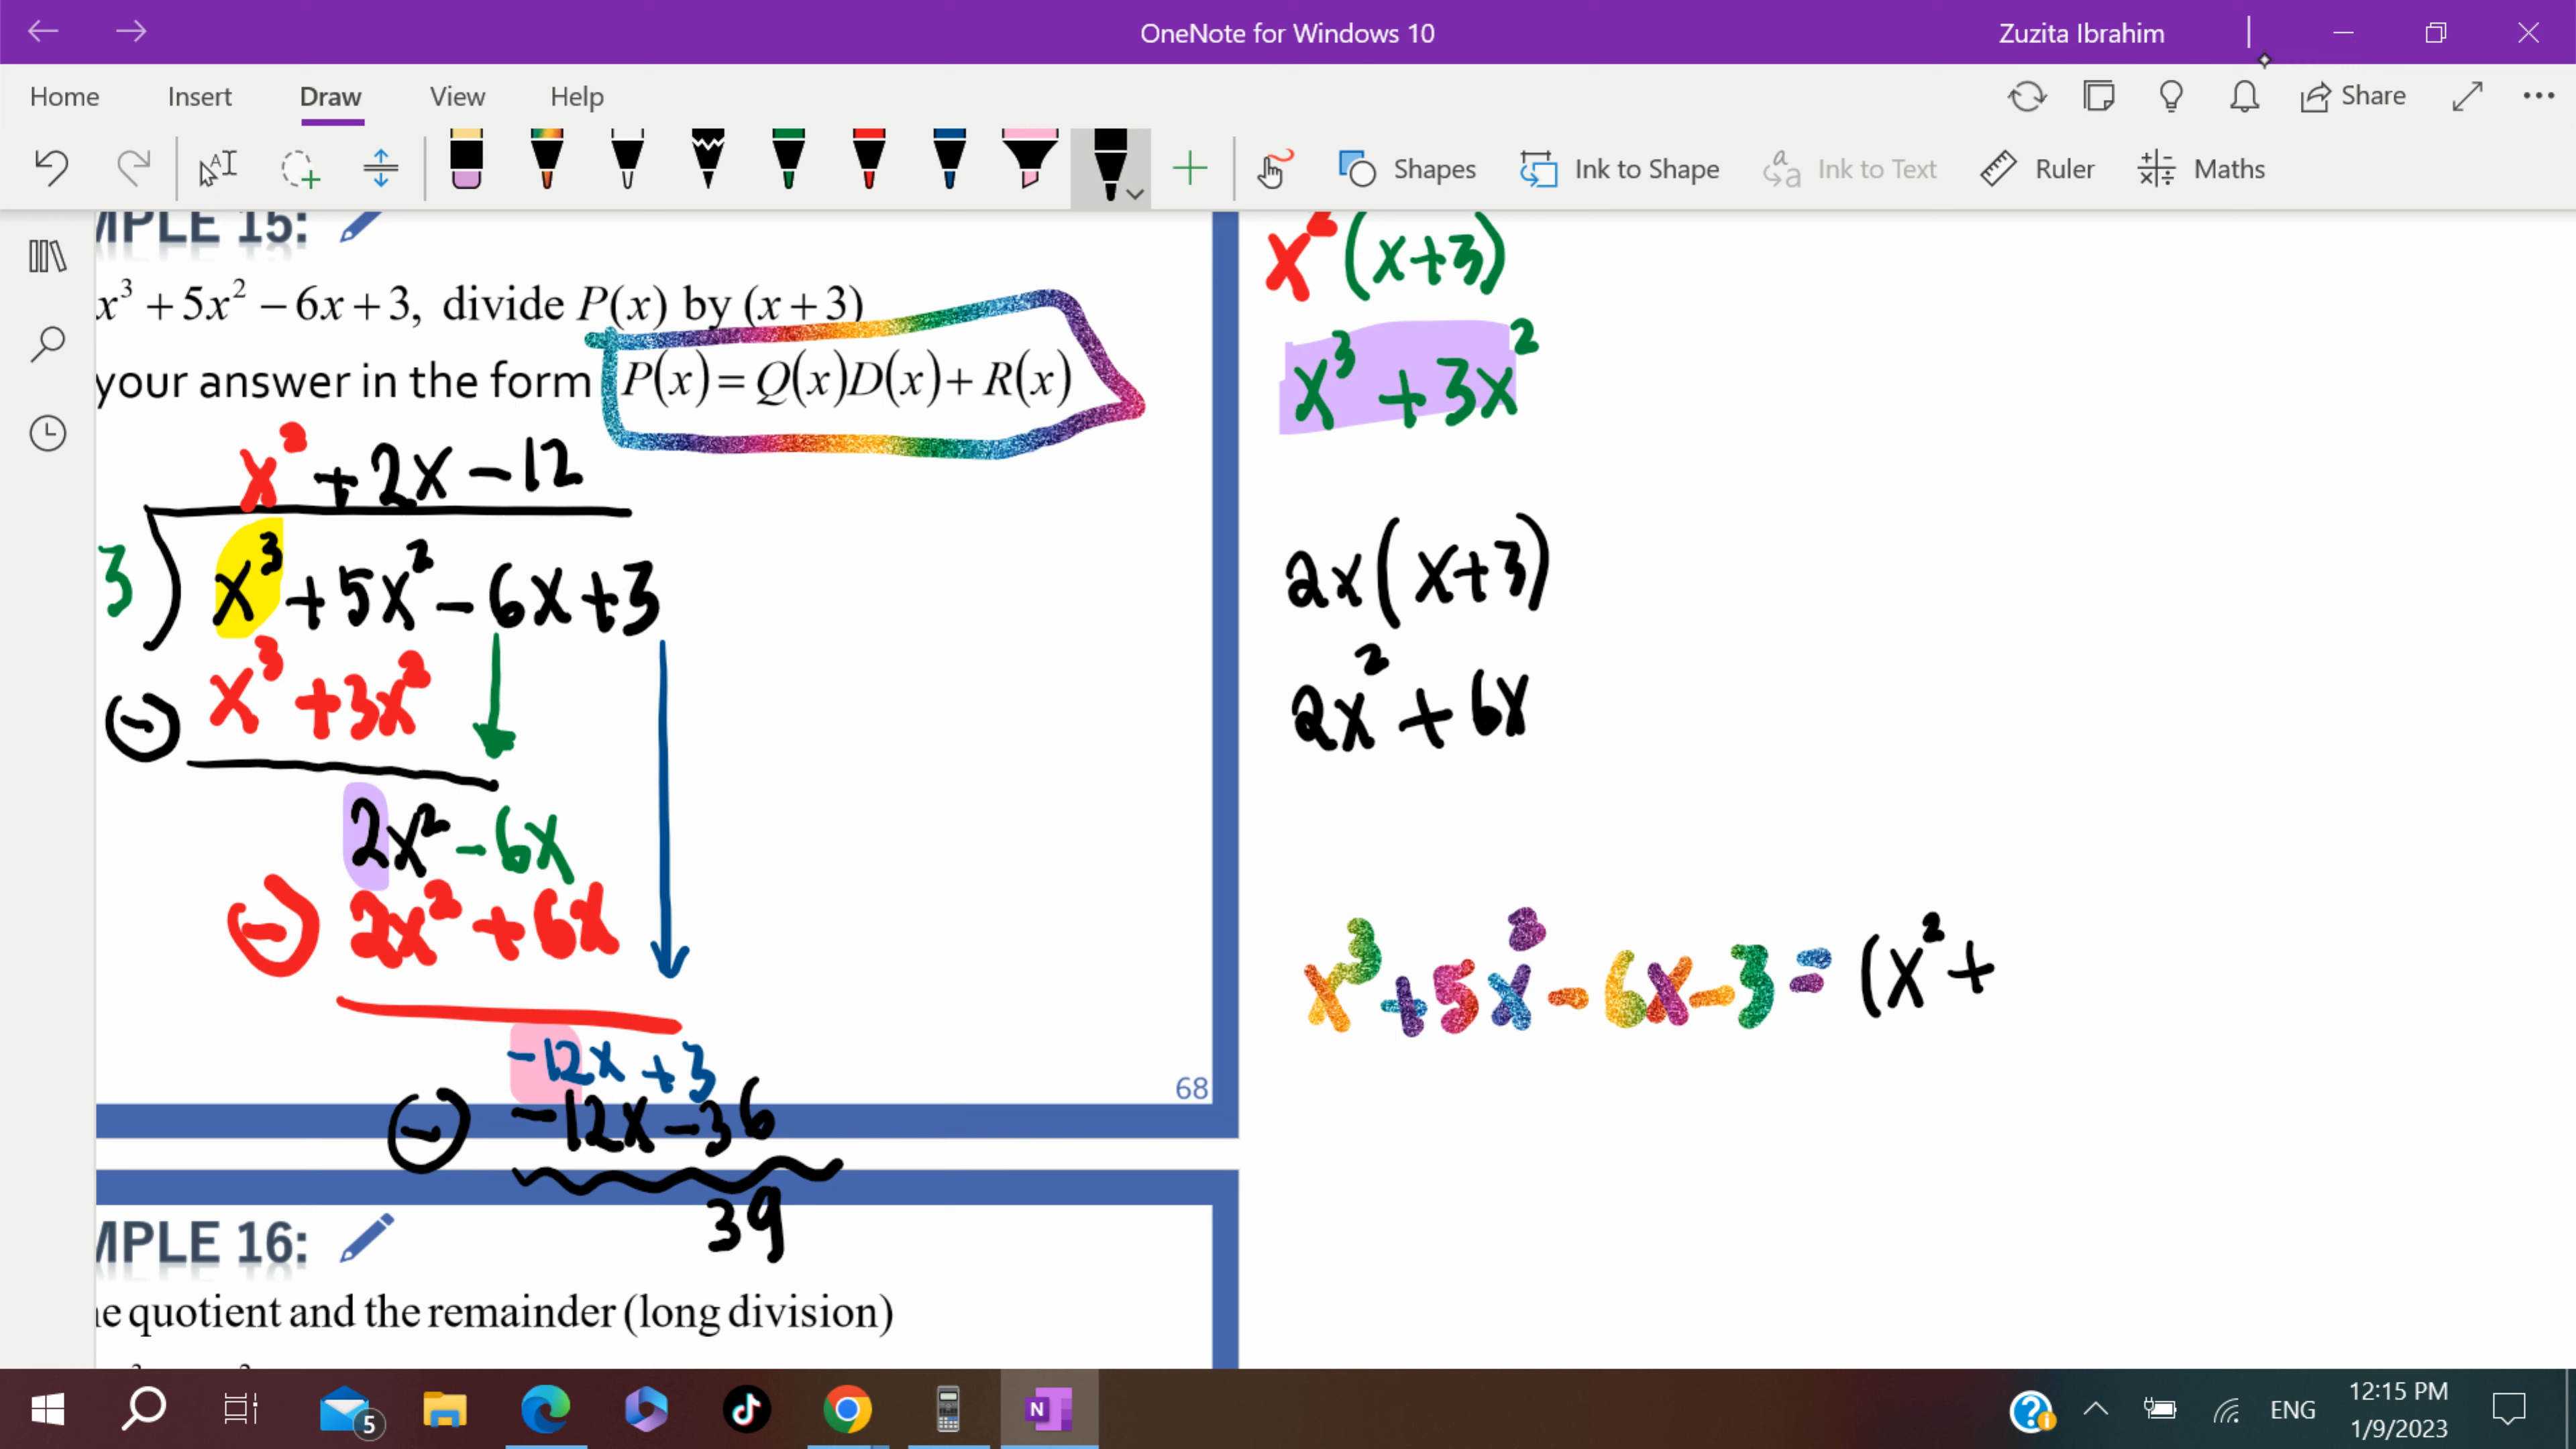 OneNote for Windows 10
Zuzita Ibrahim
Home Insert Draw View Help
Share
Shapes Ink to Shape Ink to Text Ruler Maths
MPLE 15:
x³ + 5x² − 6x + 3, divide P(x) by (x + 3)
your answer in the form P(x) = Q(x)D(x) + R(x)
x² + 2x − 12
3 ) x³ + 5x² − 6x + 3
− x³ + 3x²
2x² − 6x
− 2x² + 6x
−12x + 3
− −12x − 36
39
68
MPLE 16:
e quotient and the remainder (long division)
x² (x+3)
x³ + 3x²
2x (x+3)
2x² + 6x
x³ + 5x² − 6x − 3 = (x² +
5
N
ENG
12:15 PM
1/9/2023